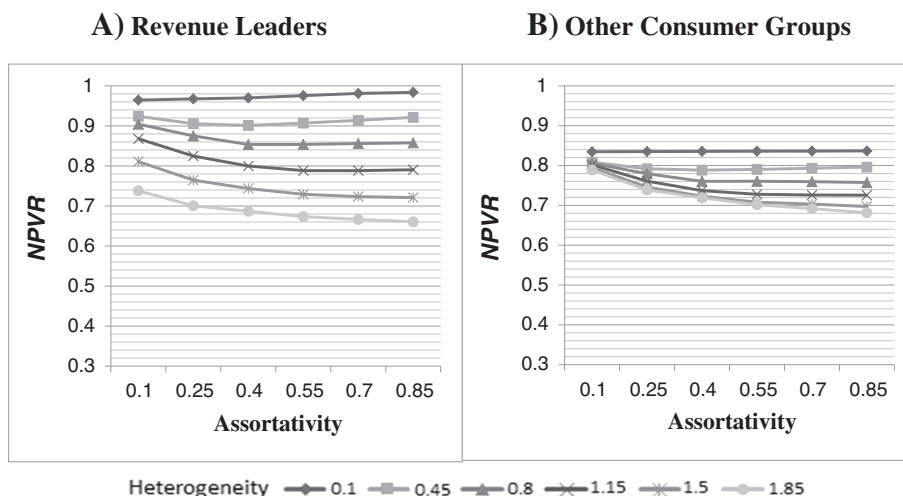 A) Revenue Leaders
B) Other Consumer Groups
NPVR
1
0.9
0.8
0.7
0.6
0.5
0.4
0.3
0.1 0.25 0.4 0.55 0.7 0.85
Assortativity
NPVR
1
0.9
0.8
0.7
0.6
0.5
0.4
0.3
0.1 0.25 0.4 0.55 0.7 0.85
Assortativity
Heterogeneity 0.1 0.45 0.8 1.15 1.5 1.85